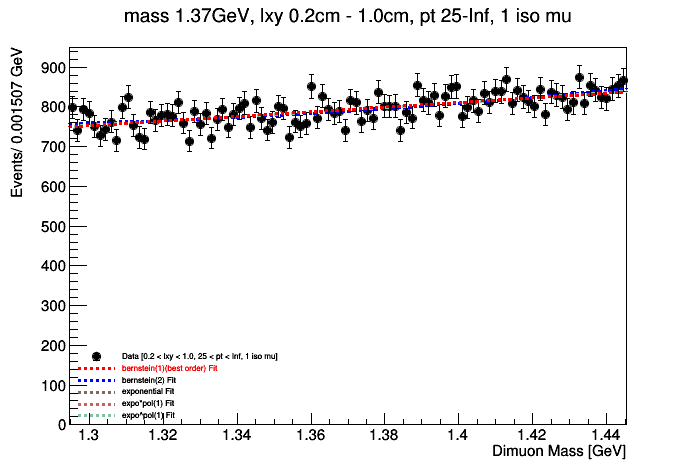 mass 1.37GeV, lxy 0.2cm - 1.0cm, pt 25-Inf, 1 iso mu
Events/ 0.001507 GeV
900
800
700
600
500
400
300
200
100
0
Data [0.2 < lxy < 1.0, 25 < pt < Inf, 1 iso mu]
bernstein(1)(best order) Fit
bernstein(2) Fit
exponential Fit
expo*pol(1) Fit
expo^pol(1) Fit
1.3 1.32 1.34 1.36 1.38 1.4 1.42 1.44
Dimuon Mass [GeV]